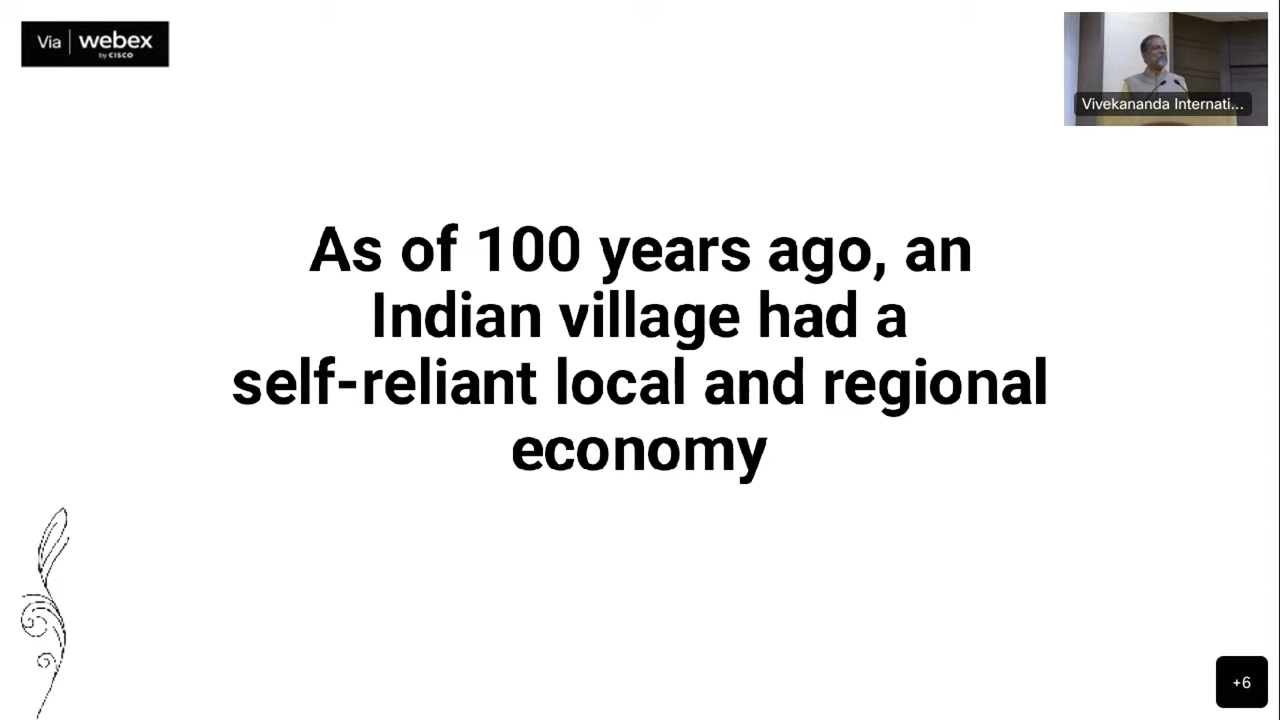 Via | webex
by CISCO
Vivekananda Internati...
As of 100 years ago, an
Indian village had a
self-reliant local and regional
economy
+6